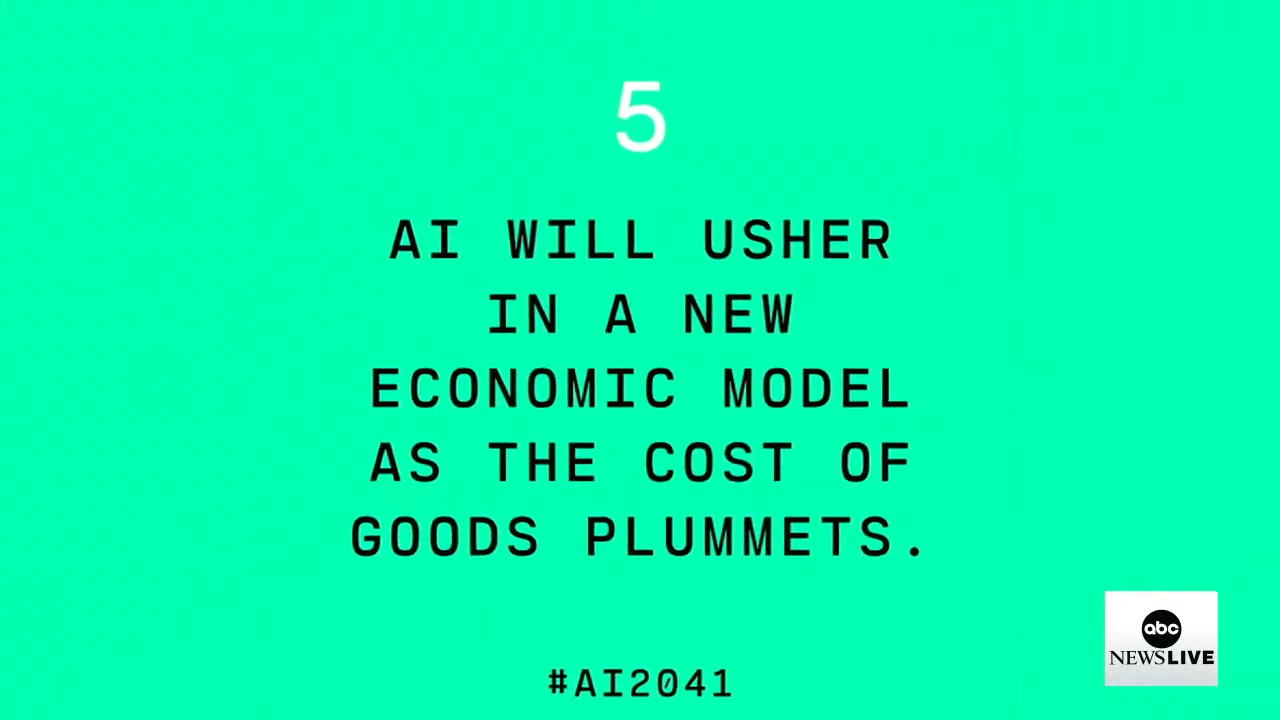 5
AI WILL USHER
IN A NEW
ECONOMIC MODEL
AS THE COST OF
GOODS PLUMMETS.
#AI2041
abc
NEWSLIVE